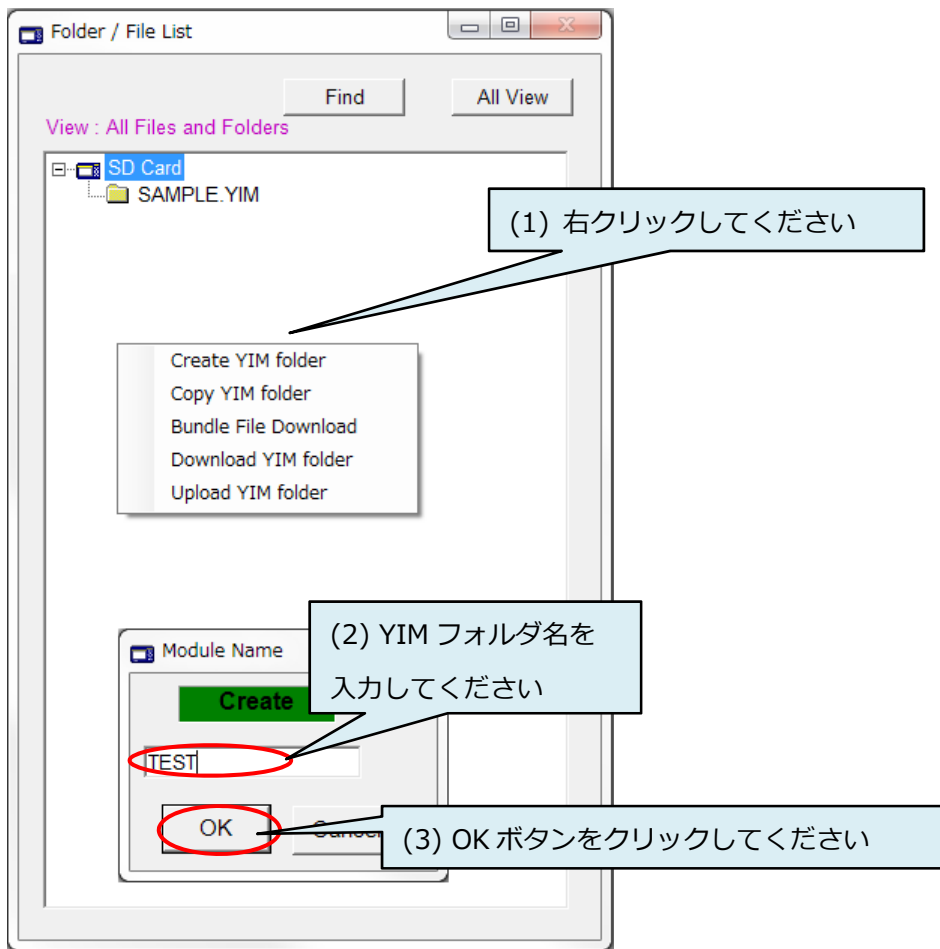 Folder / File List
Find
All View
View : All Files and Folders
SD Card
SAMPLE.YIM
(1) 右クリックしてください
Create YIM folder
Copy YIM folder
Bundle File Download
Download YIM folder
Upload YIM folder
Module Name
(2) YIM フォルダ名を
入力してください
Create
TEST
OK
(3) OK ボタンをクリックしてください